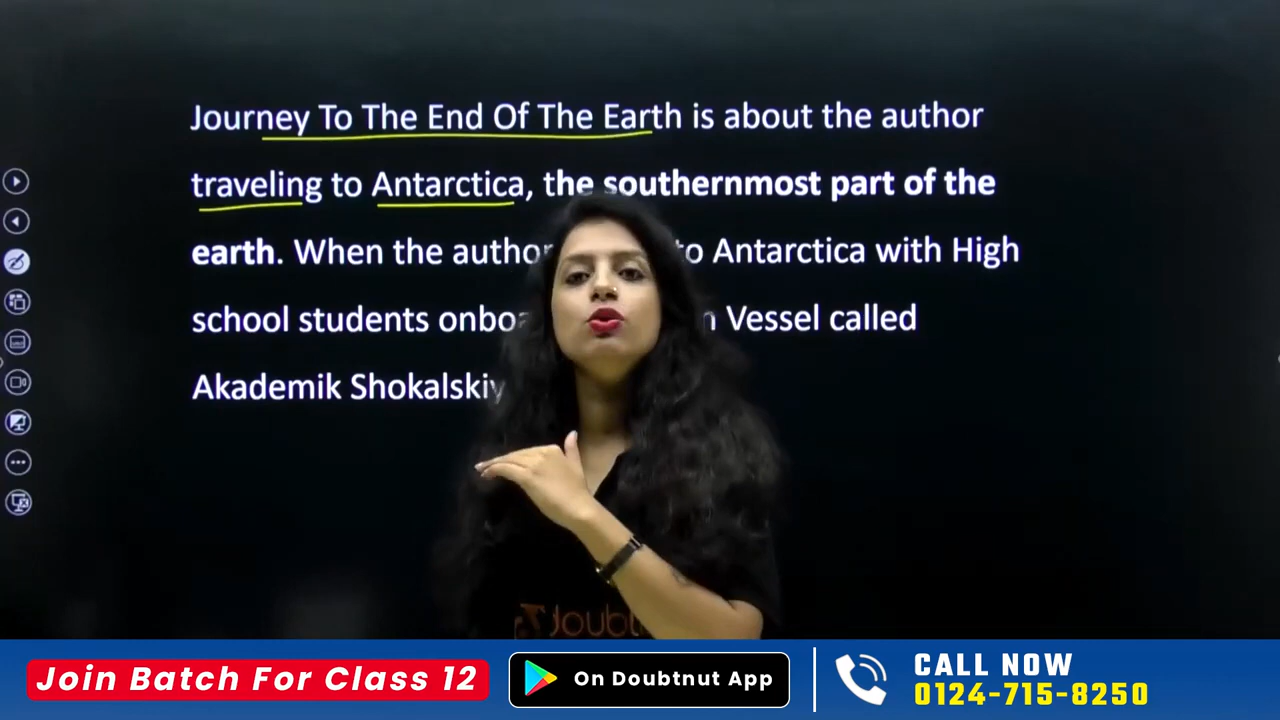 Journey To The End Of The Earth is about the author
traveling to Antarctica, the southernmost part of the
earth. When the author to Antarctica with High
school students Vessel called
Akademik Shokalskiy
Join Batch For Class 12
On Doubtnut App
CALL NOW
0124-715-8250